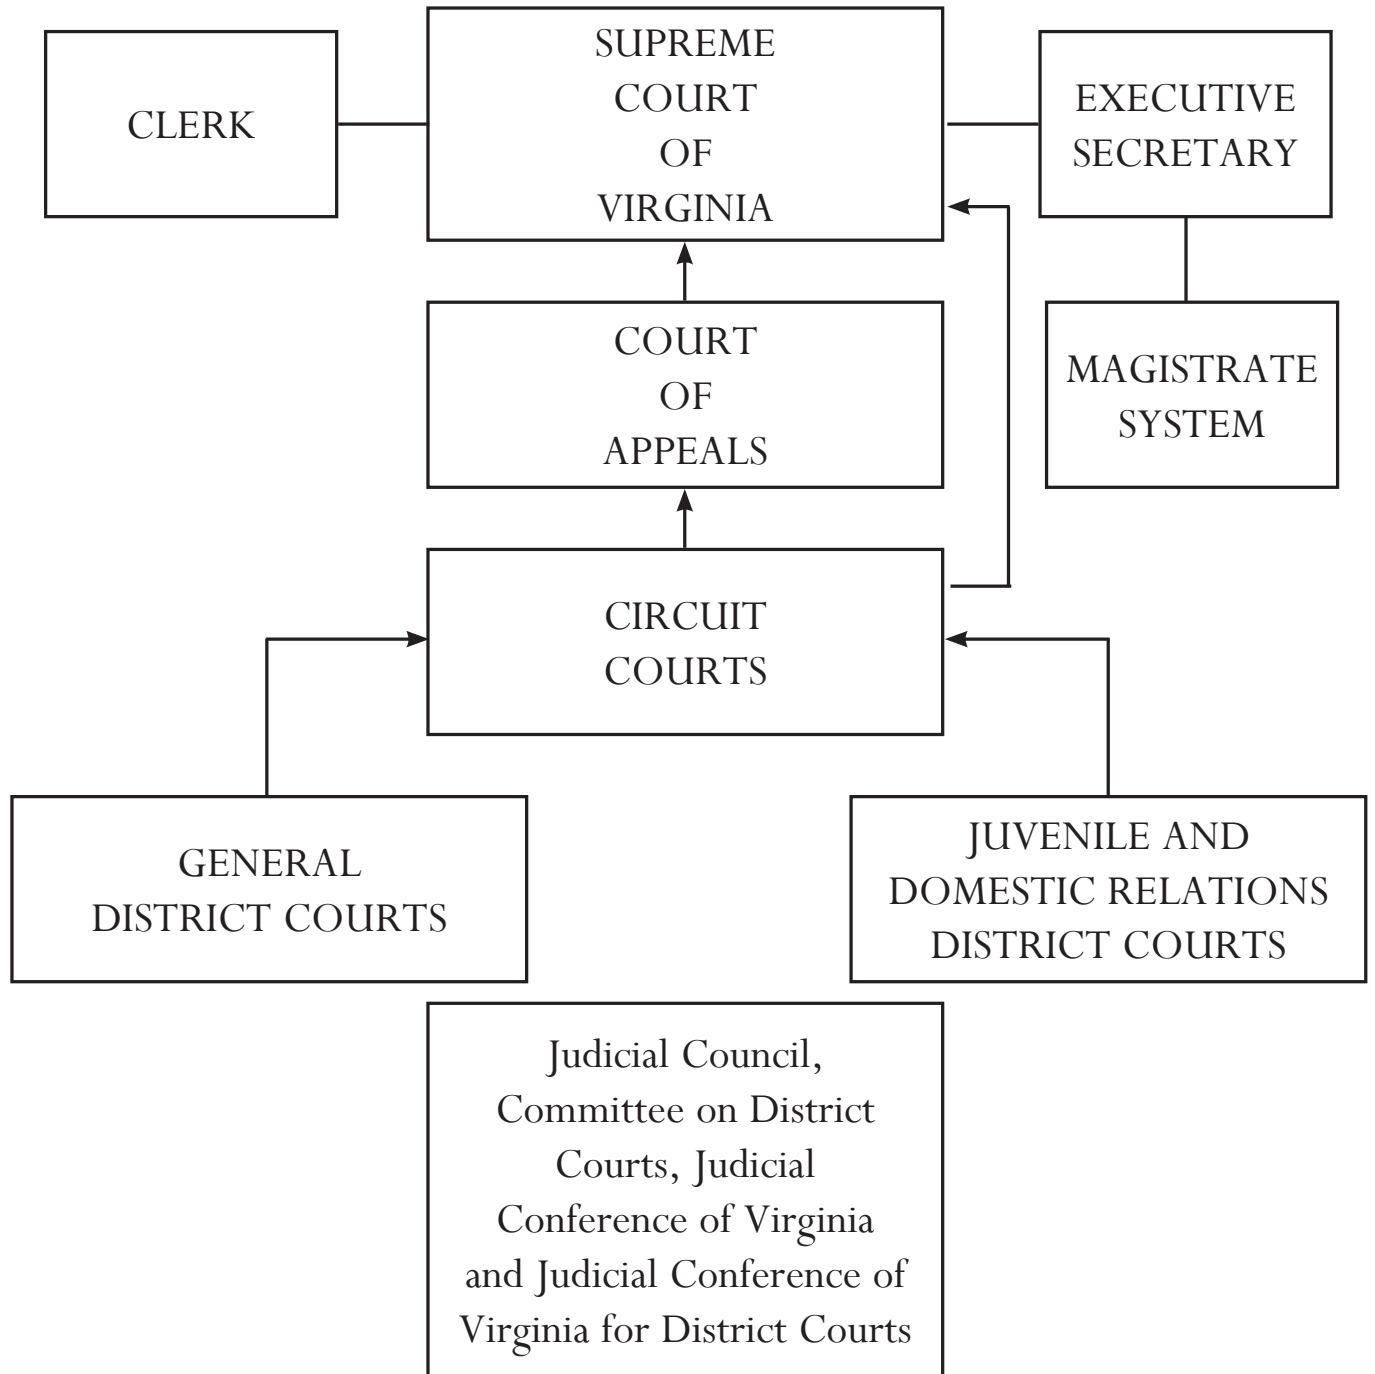 CLERK
SUPREME
COURT
OF
VIRGINIA
EXECUTIVE
SECRETARY
COURT
OF
APPEALS
MAGISTRATE
SYSTEM
CIRCUIT
COURTS
GENERAL
DISTRICT COURTS
JUVENILE AND
DOMESTIC RELATIONS
DISTRICT COURTS
Judicial Council,
Committee on District
Courts, Judicial
Conference of Virginia
and Judicial Conference of
Virginia for District Courts